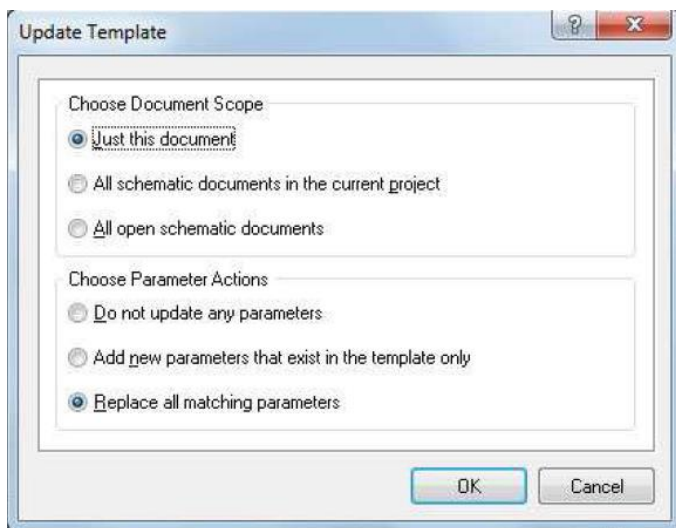 Update Template
?
Choose Document Scope
Just this document
All schematic documents in the current project
All open schematic documents
Choose Parameter Actions
Do not update any parameters
Add new parameters that exist in the template only
Replace all matching parameters
OK Cancel